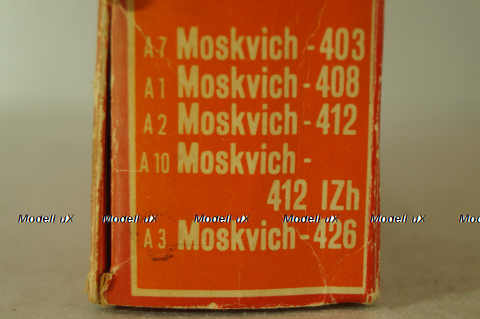 A7 Moskvich - 403
A1 Moskvich - 408
A2 Moskvich - 412
A10 Moskvich -
412 IZh
Modell uX Modell uX Modell uX Modell uX Modell uX
A3 Moskvich - 426